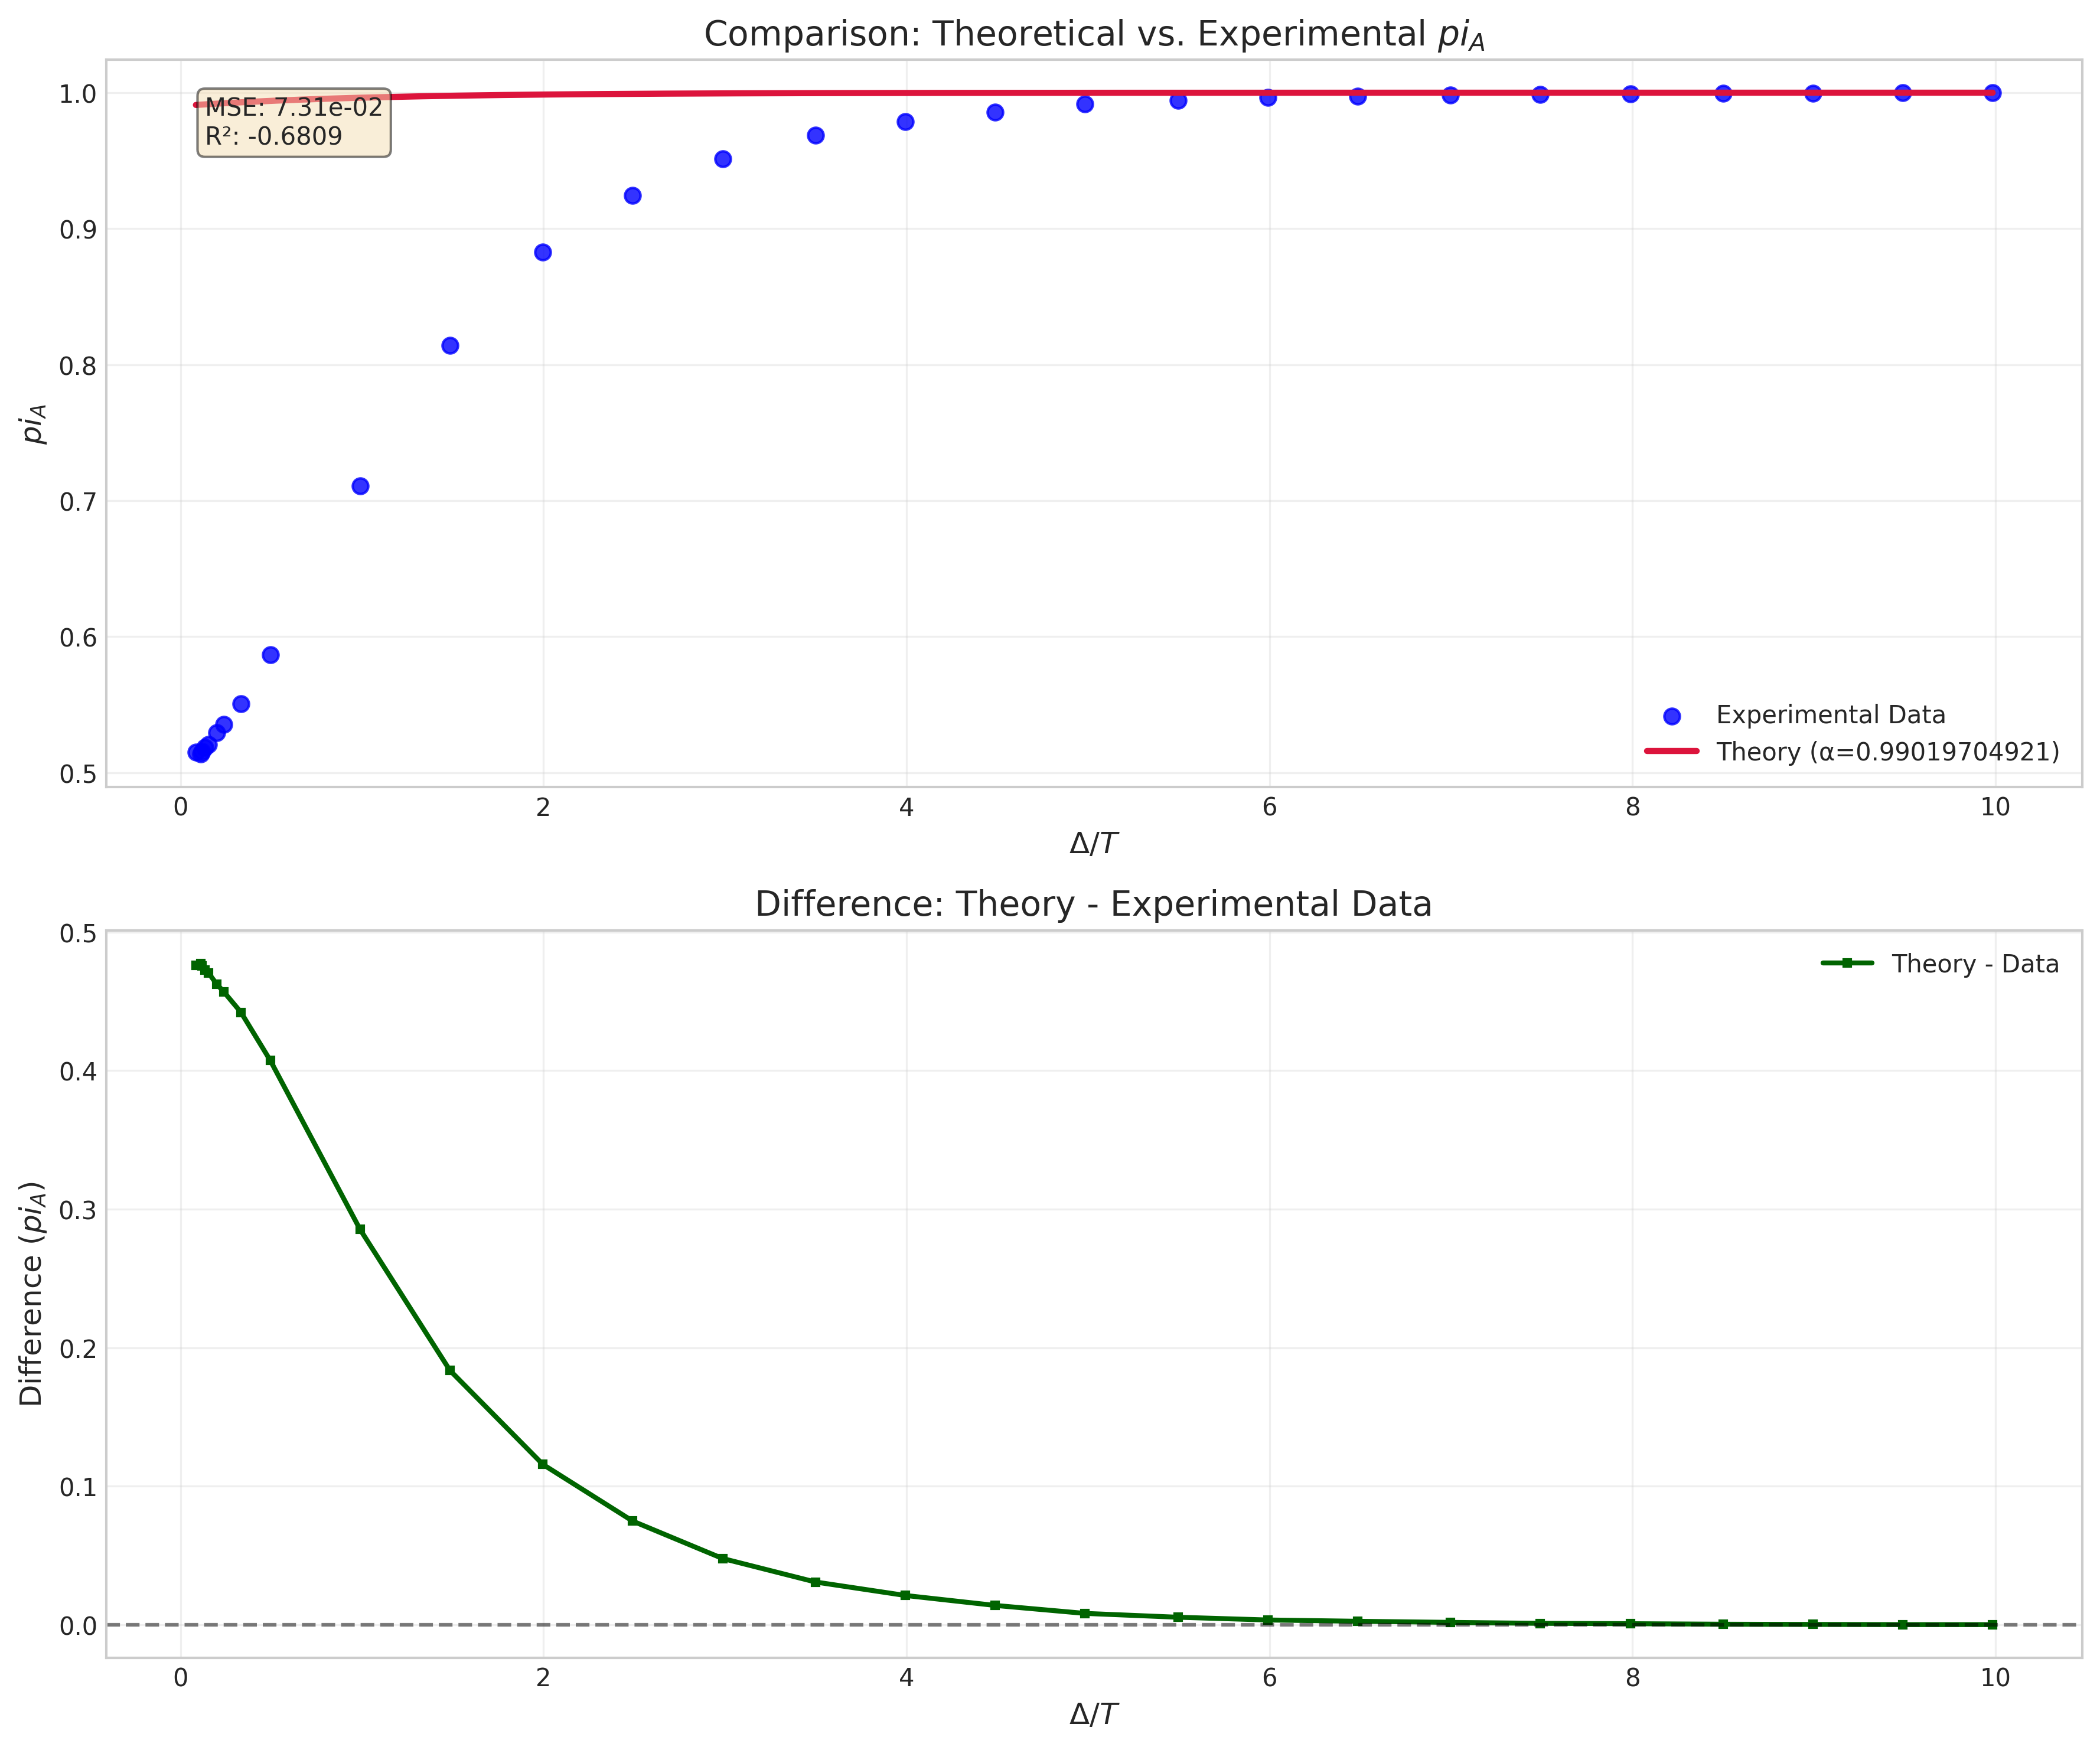 Comparison: Theoretical vs. Experimental pi_A
MSE: 7.31e-02
R²: -0.6809
1.0
0.9
0.8
0.7
0.6
0.5
pi_A
Experimental Data
Theory (α=0.99019704921)
0 2 4 6 8 10
Δ/T
Difference: Theory - Experimental Data
Theory - Data
0.5
0.4
0.3
0.2
0.1
0.0
Difference (pi_A)
0 2 4 6 8 10
Δ/T